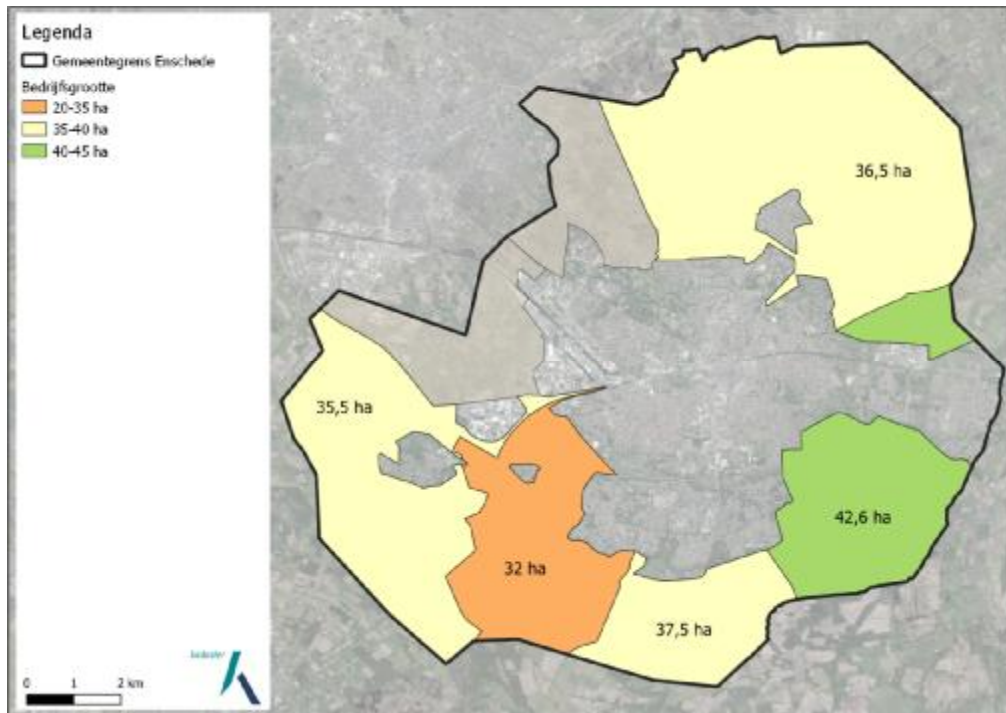 Legenda
Gemeentegrens Enschede
Bedrijfsgrootte
20-35 ha
35-40 ha
40-45 ha
36,5 ha
35,5 ha
42,6 ha
32 ha
37,5 ha
kadaster
0 1 2 km